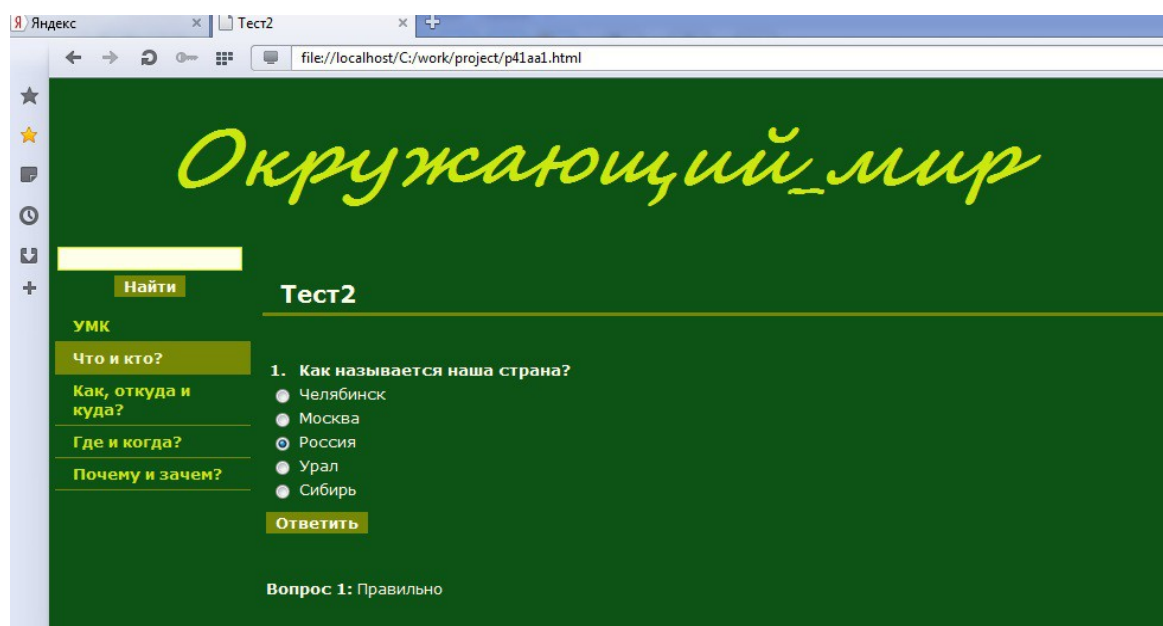 Яндекс
Тест2
file://localhost/C:/work/project/p41aa1.html
Окружающий_мир
Найти
УМК
Что и кто?
Как, откуда и
куда?
Где и когда?
Почему и зачем?
Тест2
1. Как называется наша страна?
Челябинск
Москва
Россия
Урал
Сибирь
Ответить
Вопрос 1: Правильно